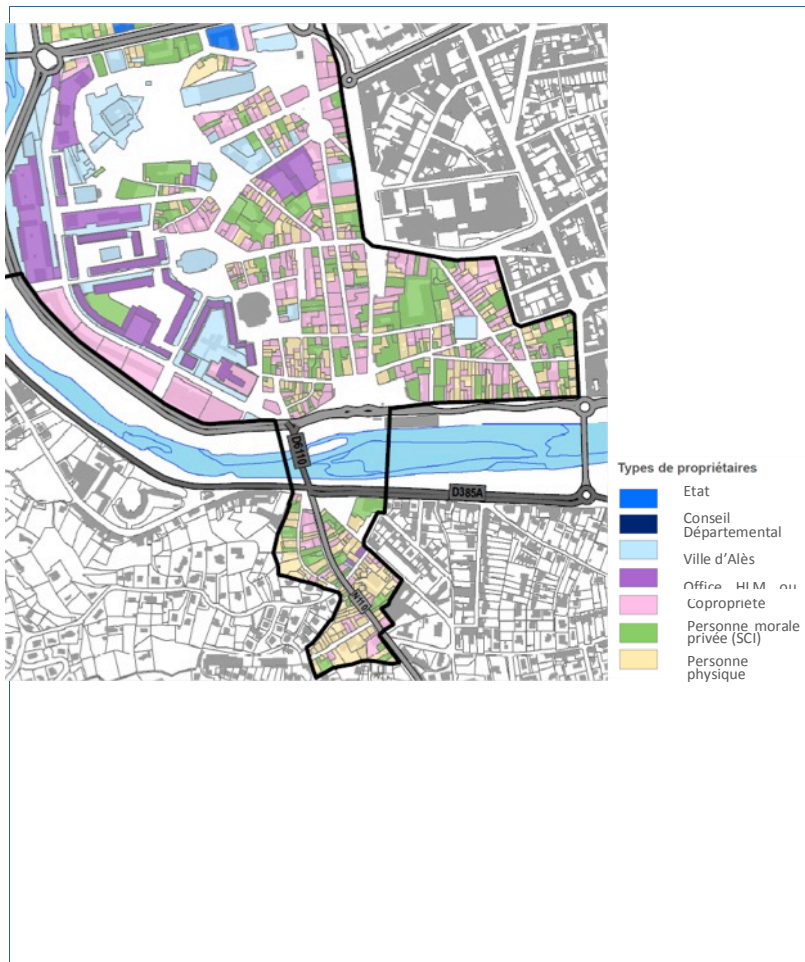 D6110
D385A
N110
Types de propriétaires
Etat
Conseil
Départemental
Ville d'Alès
Office HLM ou
Copropriété
Personne morale
privée (SCI)
Personne
physique